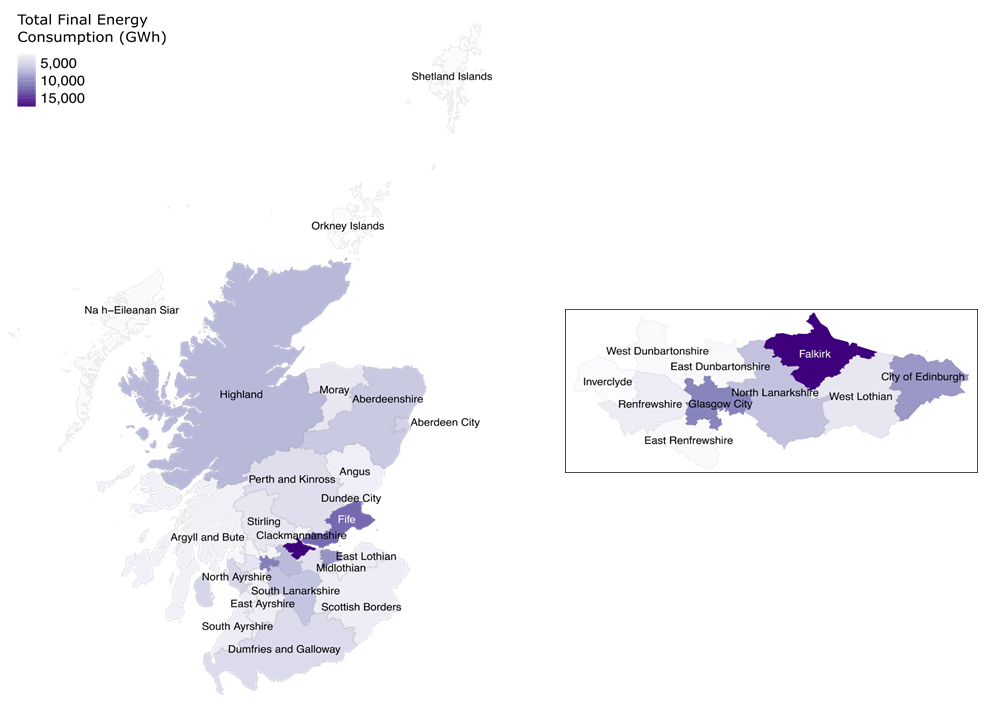 Total Final Energy
Consumption (GWh)
5,000
10,000
15,000
Shetland Islands
Orkney Islands
Na h−Eileanan Siar
Highland
Moray
Aberdeenshire
Aberdeen City
Angus
Perth and Kinross
Dundee City
Fife
Stirling
Clackmannanshire
Argyll and Bute
East Lothian
Midlothian
North Ayrshire
South Lanarkshire
East Ayrshire
Scottish Borders
South Ayrshire
Dumfries and Galloway
West Dunbartonshire
Falkirk
East Dunbartonshire
City of Edinburgh
Inverclyde
North Lanarkshire
West Lothian
Renfrewshire
Glasgow City
East Renfrewshire